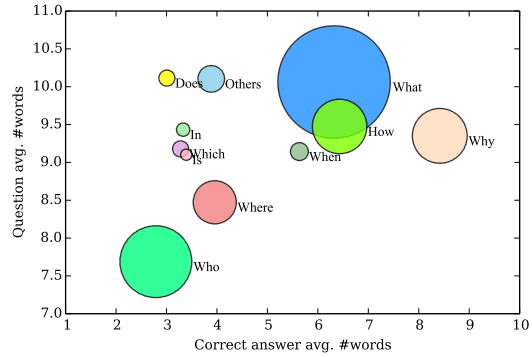 11.0
10.5
10.0
9.5
9.0
8.5
8.0
7.5
7.0
Question avg. #words
Does
Others
What
In
How
Which
Is
When
Why
Where
Who
1 2 3 4 5 6 7 8 9 10
Correct answer avg. #words